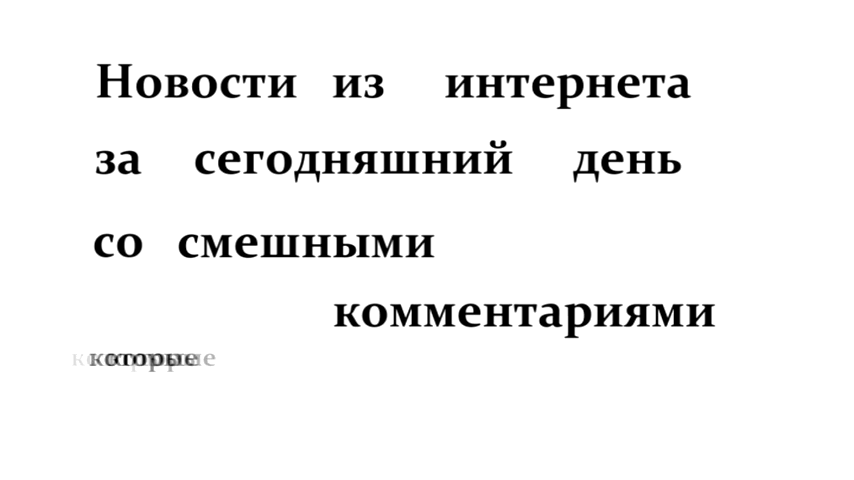 Новости из интернета
за сегодняшний день
со смешными
комментариями
которые